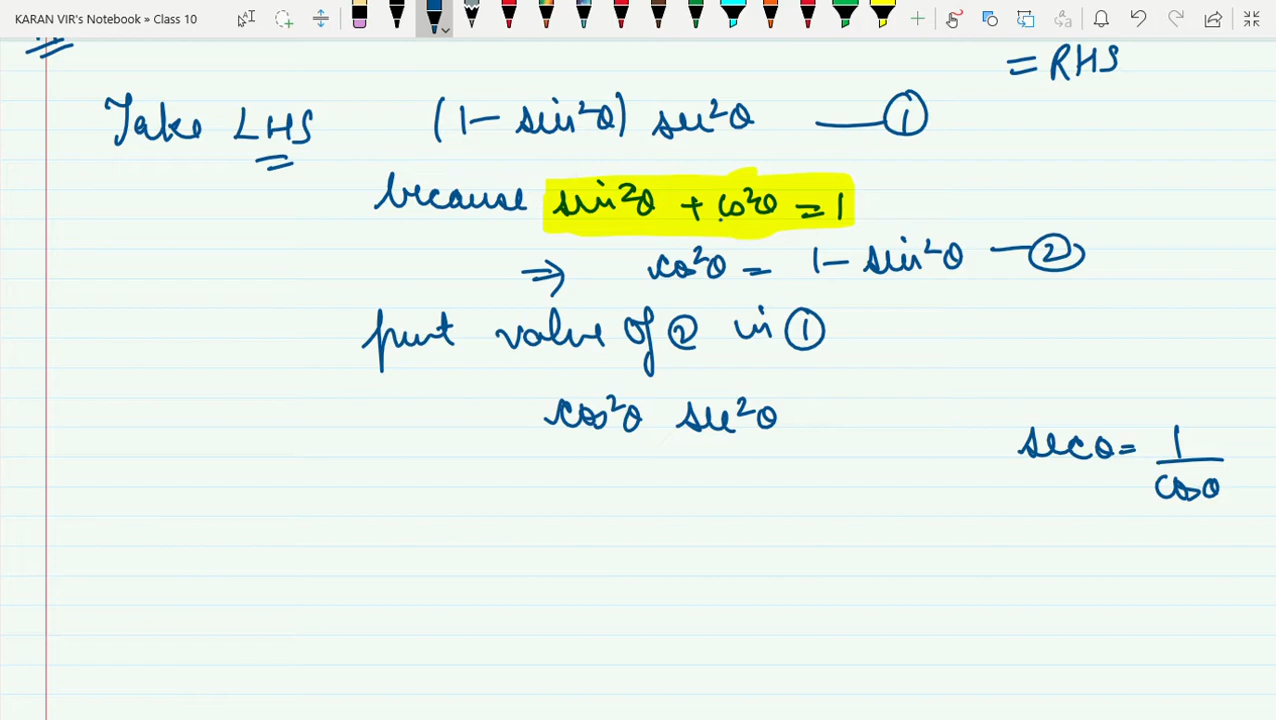 KARAN VIR's Notebook » Class 10
= RHS
Take LHS (1 - sin²θ) sec²θ — ①
because sin²θ + cos²θ = 1
⇒ cos²θ = 1 - sin²θ — ②
put value of ② in ①
cos²θ sec²θ
secθ = 1/cosθ